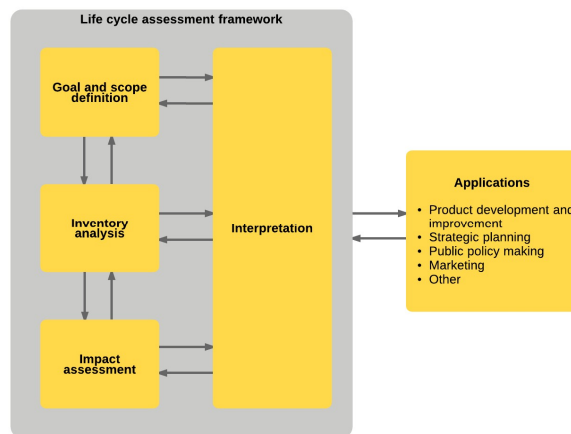 Life cycle assessment framework
Goal and scope
definition
Inventory
analysis
Impact
assessment
Interpretation
Applications
• Product development and
improvement
• Strategic planning
• Public policy making
• Marketing
• Other